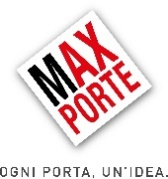 MAX
PORTE
OGNI PORTA, UN'IDEA.